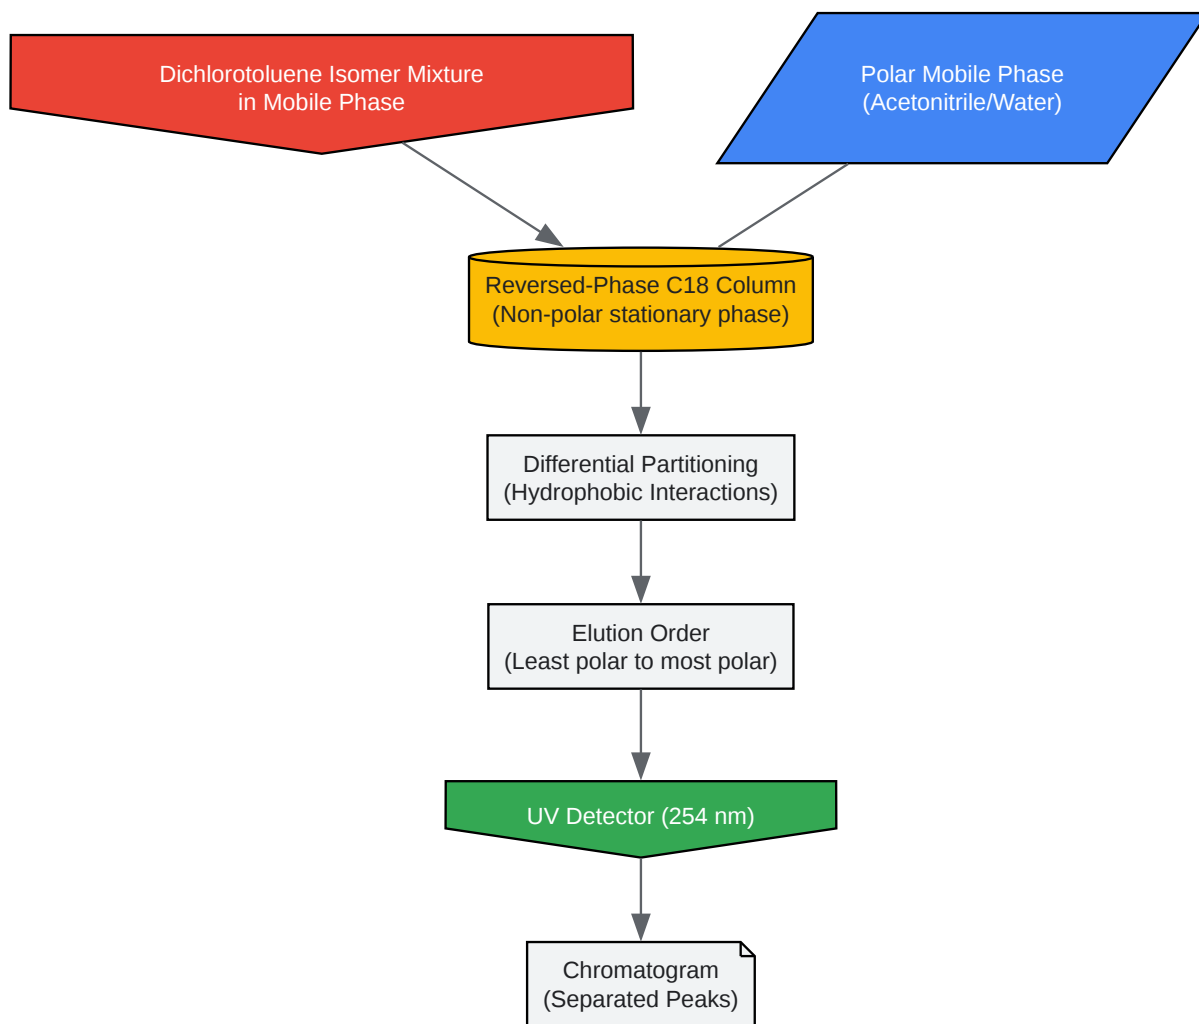 Dichlorotoluene Isomer Mixture
in Mobile Phase
Polar Mobile Phase
(Acetonitrile/Water)
Reversed-Phase C18 Column
(Non-polar stationary phase)
Differential Partitioning
(Hydrophobic Interactions)
Elution Order
(Least polar to most polar)
UV Detector (254 nm)
Chromatogram
(Separated Peaks)